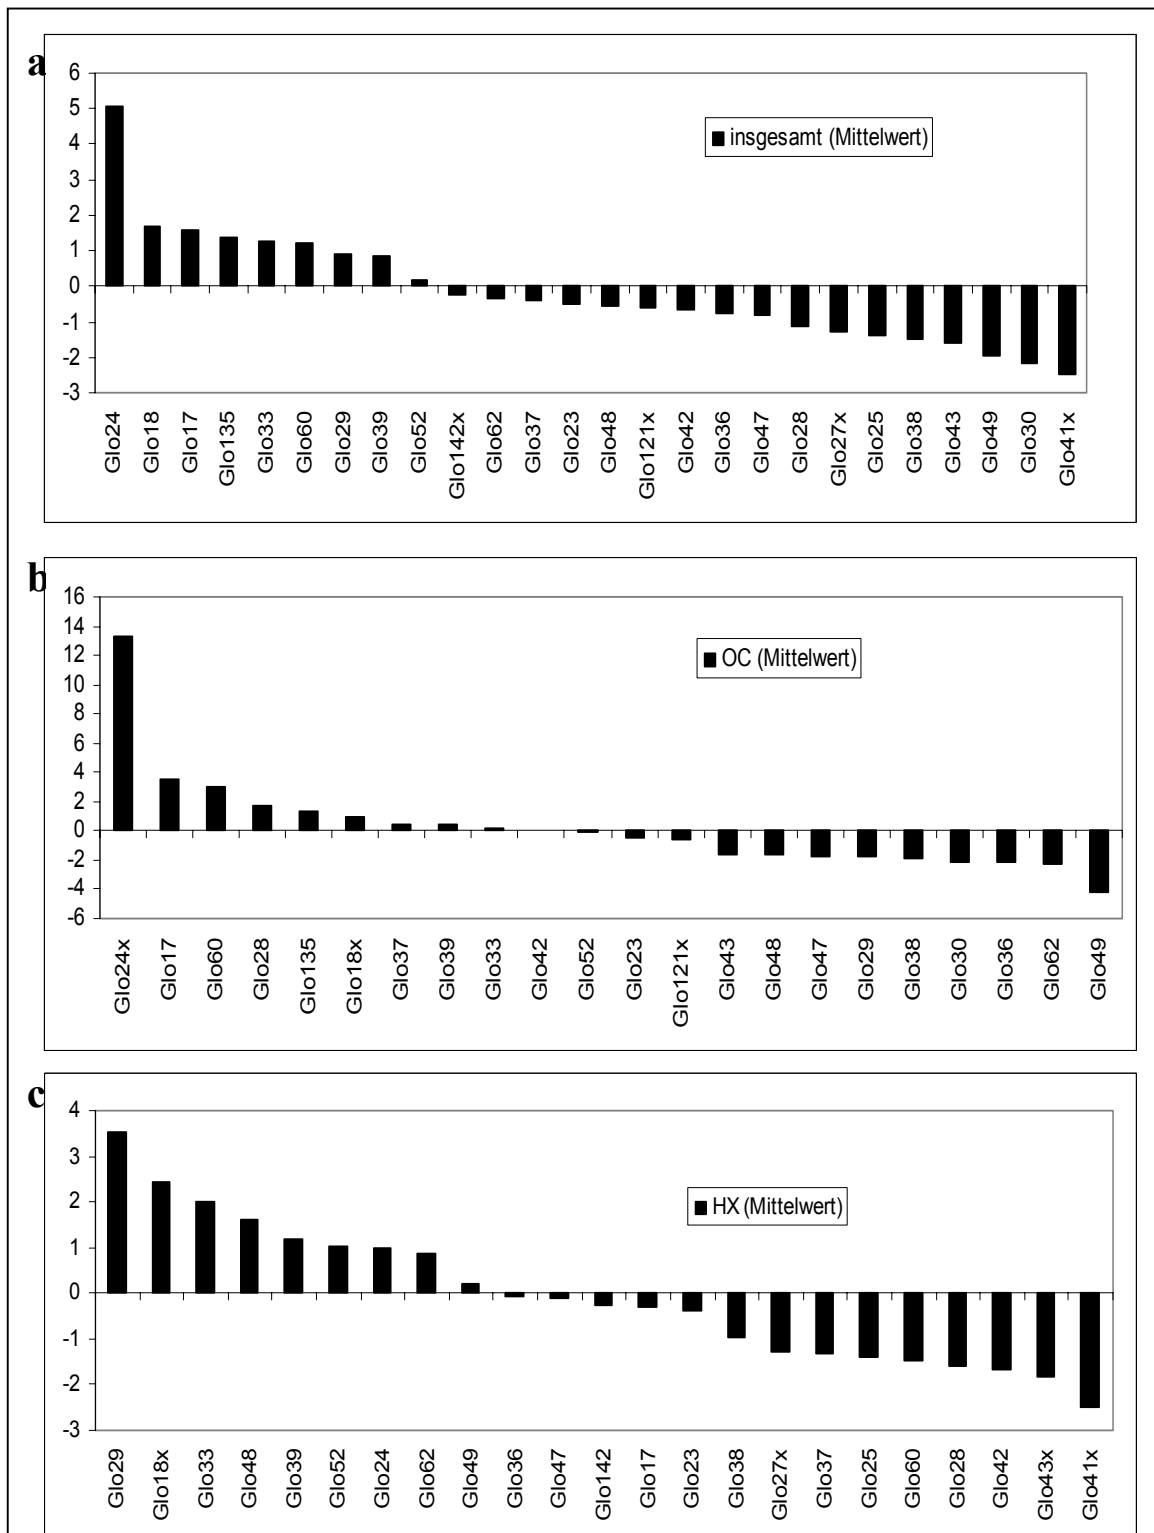 a
6
5
4
3
2
1
0
-1
-2
-3
insgesamt (Mittelwert)
Glo24
Glo18
Glo17
Glo135
Glo33
Glo60
Glo29
Glo39
Glo52
Glo142x
Glo62
Glo37
Glo23
Glo48
Glo121x
Glo42
Glo36
Glo47
Glo28
Glo27x
Glo25
Glo38
Glo43
Glo49
Glo30
Glo41x
b
16
14
12
10
8
6
4
2
0
-2
-4
-6
OC (Mittelwert)
Glo24x
Glo17
Glo60
Glo28
Glo135
Glo18x
Glo37
Glo39
Glo33
Glo42
Glo52
Glo23
Glo121x
Glo43
Glo48
Glo47
Glo29
Glo38
Glo30
Glo36
Glo62
Glo49
c
4
3
2
1
0
-1
-2
-3
HX (Mittelwert)
Glo29
Glo18x
Glo33
Glo48
Glo39
Glo52
Glo24
Glo62
Glo49
Glo36
Glo47
Glo142
Glo17
Glo23
Glo38
Glo27x
Glo37
Glo25
Glo60
Glo28
Glo42
Glo43x
Glo41x